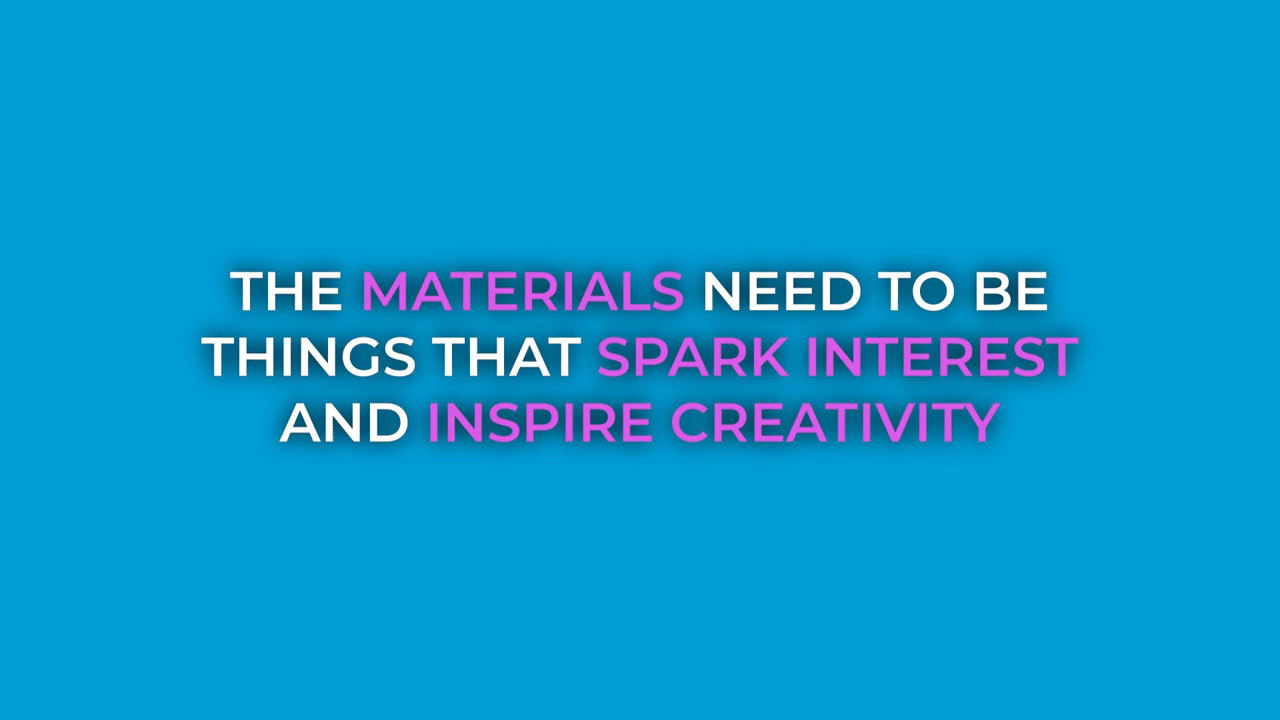 THE MATERIALS NEED TO BE
THINGS THAT SPARK INTEREST
AND INSPIRE CREATIVITY